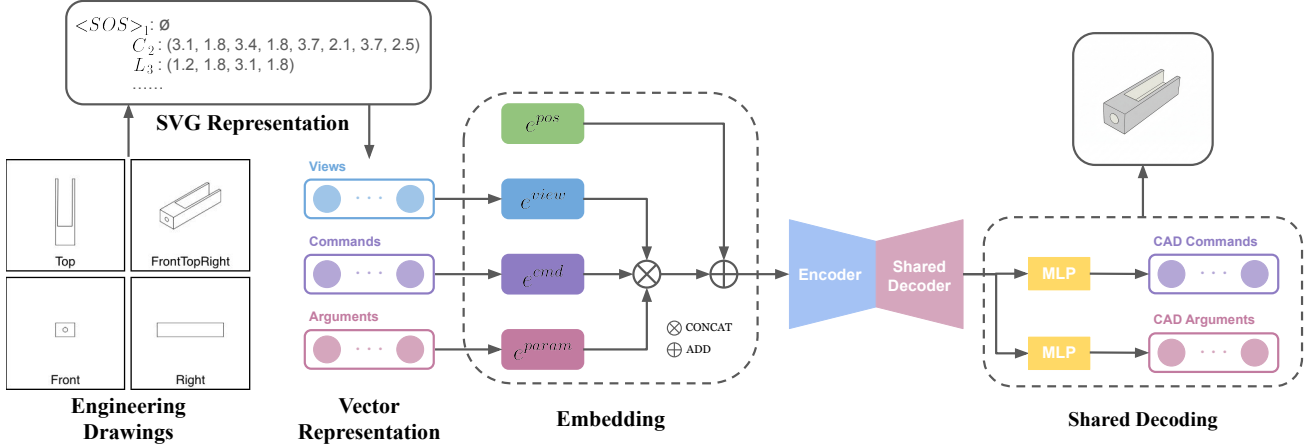 <SOS>₁: ∅
C₂: (3.1, 1.8, 3.4, 1.8, 3.7, 2.1, 3.7, 2.5)
L₃: (1.2, 1.8, 3.1, 1.8)
......
SVG Representation
Top
FrontTopRight
Front
Right
Engineering
Drawings
Views
. . .
Commands
. . .
Arguments
. . .
Vector
Representation
e^pos
e^view
e^cmd
e^param
⊗ CONCAT
⊕ ADD
Embedding
Encoder
Shared
Decoder
MLP
MLP
CAD Commands
. . .
CAD Arguments
. . .
Shared Decoding